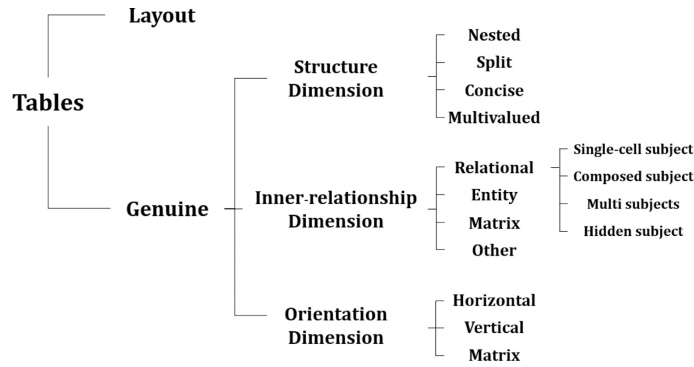 Tables
Layout
Genuine
Structure
Dimension
Nested
Split
Concise
Multivalued
Inner-relationship
Dimension
Relational
Entity
Matrix
Other
Single-cell subject
Composed subject
Multi subjects
Hidden subject
Orientation
Dimension
Horizontal
Vertical
Matrix